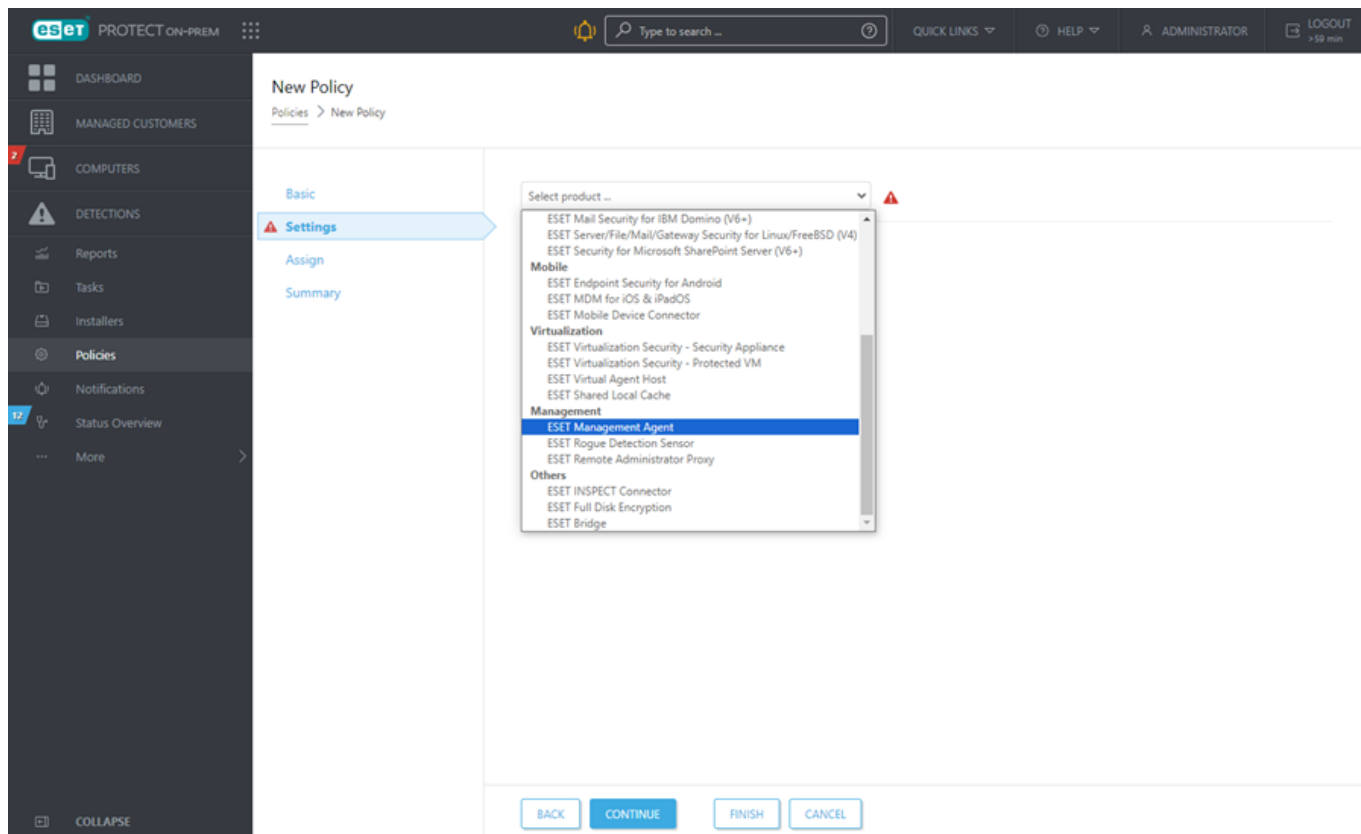 eset PROTECT ON-PREM
Type to search ...
QUICK LINKS
HELP
ADMINISTRATOR
LOGOUT
>59 min
DASHBOARD
MANAGED CUSTOMERS
2
COMPUTERS
DETECTIONS
Reports
Tasks
Installers
Policies
Notifications
12
Status Overview
More
COLLAPSE
New Policy
Policies > New Policy
Basic
Settings
Assign
Summary
Select product ...
ESET Mail Security for IBM Domino (V6+)
ESET Server/File/Mail/Gateway Security for Linux/FreeBSD (V4)
ESET Security for Microsoft SharePoint Server (V6+)
Mobile
ESET Endpoint Security for Android
ESET MDM for iOS & iPadOS
ESET Mobile Device Connector
Virtualization
ESET Virtualization Security - Security Appliance
ESET Virtualization Security - Protected VM
ESET Virtual Agent Host
ESET Shared Local Cache
Management
ESET Management Agent
ESET Rogue Detection Sensor
ESET Remote Administrator Proxy
Others
ESET INSPECT Connector
ESET Full Disk Encryption
ESET Bridge
BACK
CONTINUE
FINISH
CANCEL